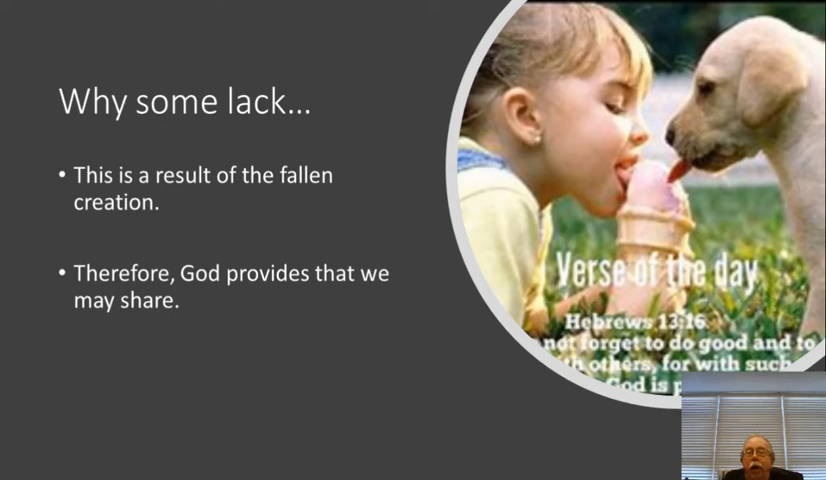 Why some lack...
• This is a result of the fallen
creation.
• Therefore, God provides that we
may share.
Verse of the day
Hebrews 13:16
not forget to do good and to
others, for with such
God is